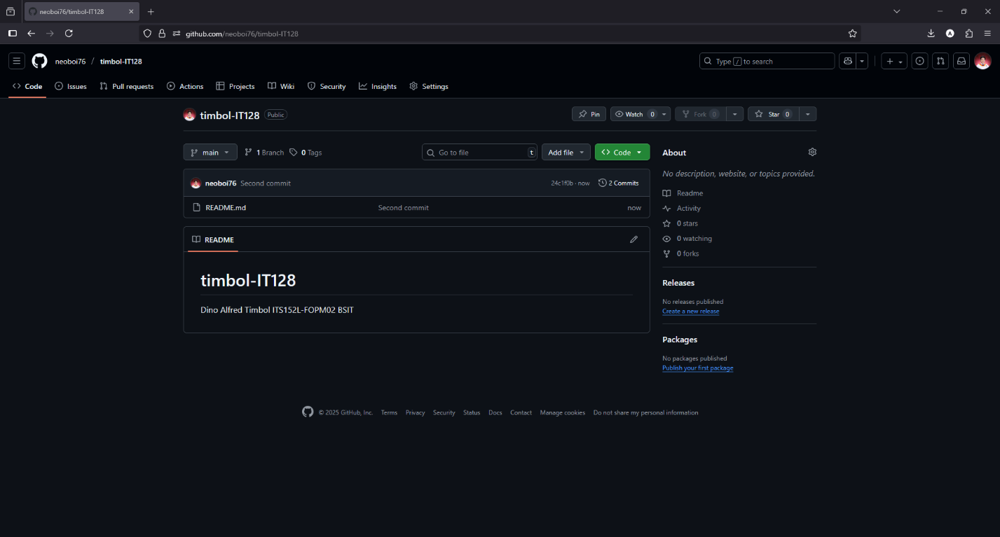 neoboi76/timbol-IT128
github.com/neoboi76/timbol-IT128
neoboi76 / timbol-IT128
Type / to search
Code Issues Pull requests Actions Projects Wiki Security Insights Settings
timbol-IT128 Public
Pin Watch 0 Fork 0 Star 0
main 1 Branch 0 Tags Go to file t Add file Code
neoboi76 Second commit 24c1f0b · now 2 Commits
README.md Second commit now
README
timbol-IT128
Dino Alfred Timbol ITS152L-FOPM02 BSIT
About
No description, website, or topics provided.
Readme
Activity
0 stars
0 watching
0 forks
Releases
No releases published
Create a new release
Packages
No packages published
Publish your first package
© 2025 GitHub, Inc. Terms Privacy Security Status Docs Contact Manage cookies Do not share my personal information